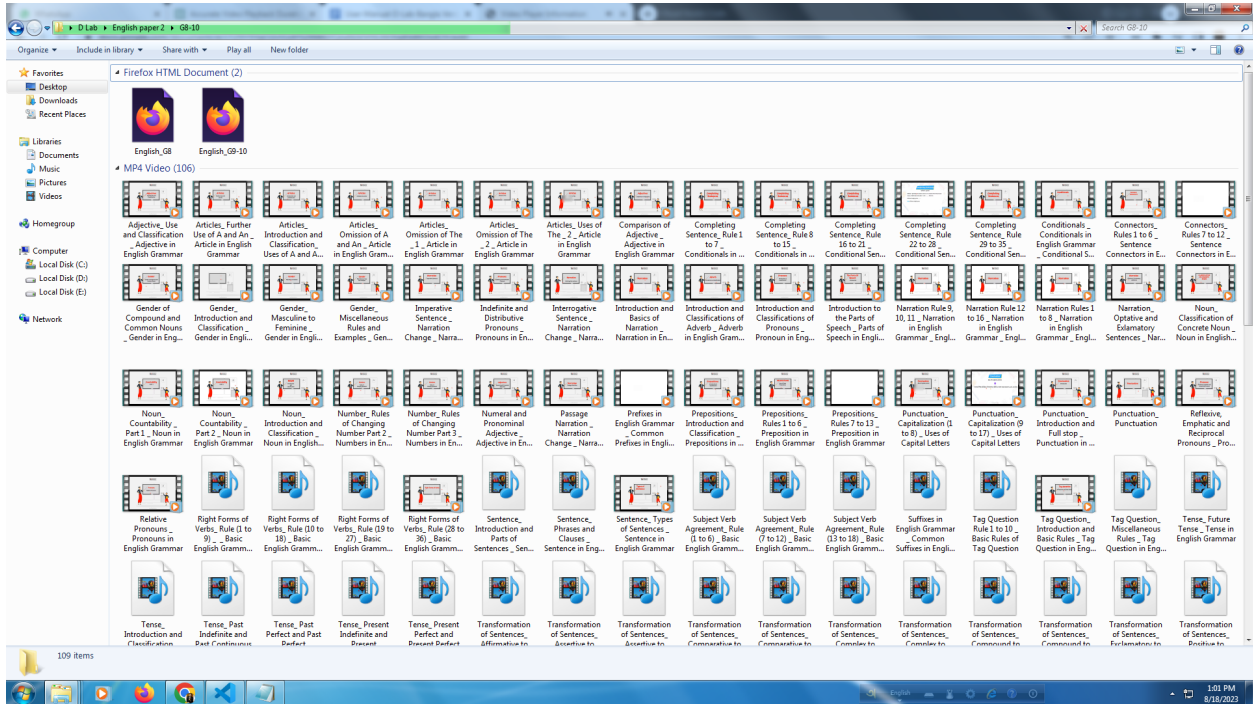 D Lab ▸ English paper 2 ▸ G8-10
Search G8-10
Organize Include in library Share with Play all New folder
Favorites
Desktop
Downloads
Recent Places
Libraries
Documents
Music
Pictures
Videos
Homegroup
Computer
Local Disk (C:)
Local Disk (D:)
Local Disk (E:)
Network
Firefox HTML Document (2)
English_G8
English_G9-10
MP4 Video (106)
Adjective_ Use
and Classification
_ Adjective in
English Grammar
Articles_ Further
Use of A and An _
Article in English
Grammar
Articles_
Introduction and
Classification_
Uses of A and A...
Articles_
Omission of A
and An _ Article
in English Gram...
Articles_
Omission of The
_ 1 _ Article in
English Grammar
Articles_
Omission of The
_ 2 _ Article in
English Grammar
Articles_ Uses of
The _ 2 _ Article
in English
Grammar
Comparison of
Adjective _
Adjective in
English Grammar
Completing
Sentence_ Rule 1
to 7 _
Conditionals in ...
Completing
Sentence_ Rule 8
to 15 _
Conditionals in ...
Completing
Sentence_ Rule
16 to 21 _
Conditional Sen...
Completing
Sentence_ Rule
22 to 28 _
Conditional Sen...
Completing
Sentence_ Rule
29 to 35 _
Conditional Sen...
Conditionals _
Conditionals in
English Grammar
_ Conditional S...
Connectors_
Rules 1 to 6 _
Sentence
Connectors in E...
Connectors_
Rules 7 to 12 _
Sentence
Connectors in E...
Gender of
Compound and
Common Nouns
_ Gender in Eng...
Gender_
Introduction and
Classification _
Gender in Engli...
Gender_
Masculine to
Feminine _
Gender in Engli...
Gender_
Miscellaneous
Rules and
Examples _ Gen...
Imperative
Sentence _
Narration
Change _ Narra...
Indefinite and
Distributive
Pronouns _
Pronouns in En...
Interrogative
Sentence _
Narration
Change _ Narra...
Introduction and
Basics of
Narration _
Narration in En...
Introduction and
Classifications of
Adverb _ Adverb
in English Gram...
Introduction and
Classifications of
Pronouns _
Pronoun in Eng...
Introduction to
the Parts of
Speech _ Parts of
Speech in Engli...
Narration Rule 9,
10, 11 _ Narration
in English
Grammar _ Engl...
Narration Rule 12
to 16 _ Narration
in English
Grammar _ Engl...
Narration Rules 1
to 8 _ Narration
in English
Grammar _ Engl...
Narration_
Optative and
Exlamatory
Sentences _ Nar...
Noun_
Classification of
Concrete Noun _
Noun in English...
Noun_
Countability _
Part 1 _ Noun in
English Grammar
Noun_
Countability _
Part 2 _ Noun in
English Grammar
Noun_
Introduction and
Classification _
Noun in English...
Number_ Rules
of Changing
Number Part 2 _
Numbers in En...
Number_ Rules
of Changing
Number Part 3 _
Numbers in En...
Numeral and
Pronominal
Adjective _
Adjective in En...
Passage
Narration _
Narration
Change _ Narra...
Prefixes in
English Grammar
_ Common
Prefixes in Engli...
Prepositions_
Introduction and
Classification _
Prepositions in ...
Prepositions_
Rules 1 to 6 _
Preposition in
English Grammar
Prepositions_
Rules 7 to 13 _
Preposition in
English Grammar
Punctuation_
Capitalization (1
to 8) _ Uses of
Capital Letters
Punctuation_
Capitalization (9
to 17) _ Uses of
Capital Letters
Punctuation_
Introduction and
Full stop _
Punctuation in ...
Punctuation_
Punctuation
Reflexive,
Emphatic and
Reciprocal
Pronouns _ Pro...
Relative
Pronouns _
Pronouns in
English Grammar
Right Forms of
Verbs_ Rule (1 to
9) _ _ Basic
English Gramm...
Right Forms of
Verbs_ Rule (10 to
18) _ Basic
English Gramm...
Right Forms of
Verbs_ Rule (19 to
27) _ Basic
English Gramm...
Right Forms of
Verbs_ Rule (28 to
36) _ Basic
English Gramm...
Sentence_
Introduction and
Parts of
Sentences _ Sen...
Sentence_
Phrases and
Clauses _
Sentence in Eng...
Sentence_ Types
of Sentences _
Sentence in
English Grammar
Subject Verb
Agreement_ Rule
(1 to 6) _ Basic
English Gramm...
Subject Verb
Agreement_ Rule
(7 to 12) _ Basic
English Gramm...
Subject Verb
Agreement_ Rule
(13 to 18) _ Basic
English Gramm...
Suffixes in
English Grammar
_ Common
Suffixes in Engli...
Tag Question
Rule 1 to 10 _
Basic Rules of
Tag Question
Tag Question_
Introduction and
Basic Rules _ Tag
Question in Eng...
Tag Question_
Miscellaneous
Rules _ Tag
Question in Eng...
Tense_ Future
Tense _ Tense in
English Grammar
Tense_
Introduction and
Classification
Tense_ Past
Indefinite and
Past Continuous
Tense_ Past
Perfect and Past
Perfect
Tense_ Present
Indefinite and
Present
Tense_ Present
Perfect and
Present Perfect
Transformation
of Sentences_
Affirmative to
Transformation
of Sentences_
Assertive to
Transformation
of Sentences_
Assertive to
Transformation
of Sentences_
Comparative to
Transformation
of Sentences_
Comparative to
Transformation
of Sentences_
Complex to
Transformation
of Sentences_
Complex to
Transformation
of Sentences_
Compound to
Transformation
of Sentences_
Compound to
Transformation
of Sentences_
Exclamatory to
Transformation
of Sentences_
Positive to
109 items
English
1:01 PM
8/18/2023